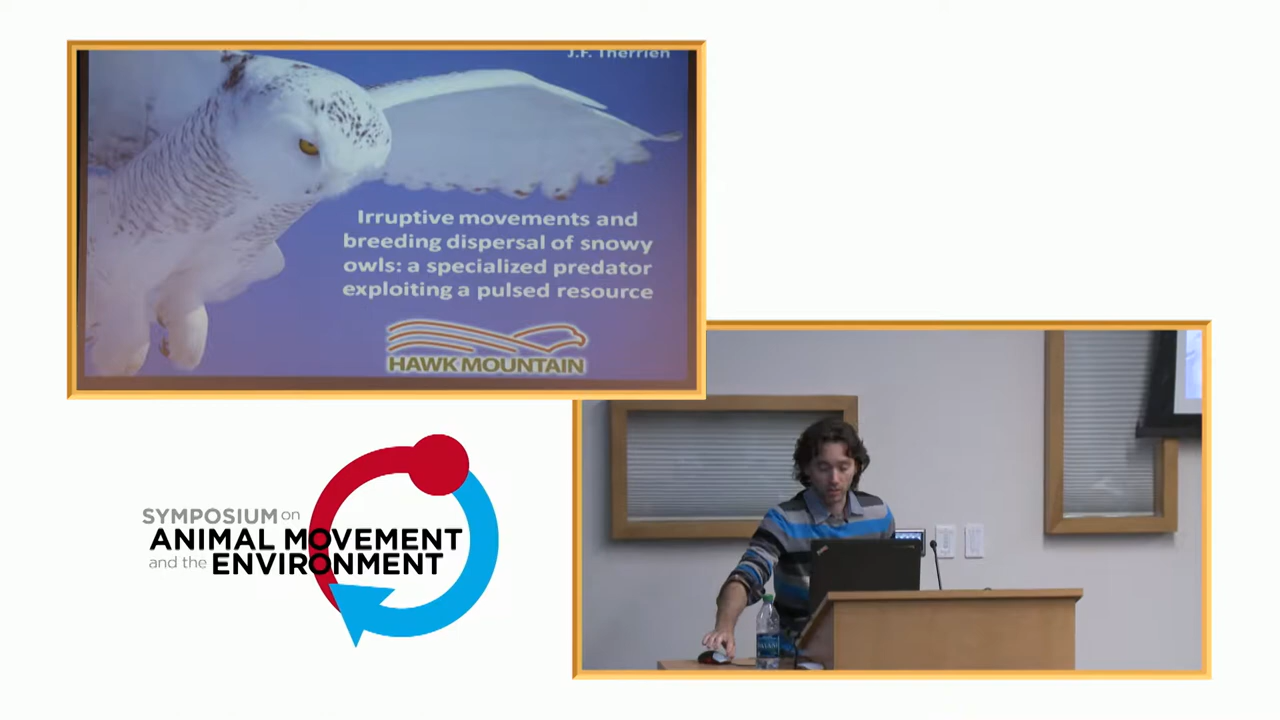 J.F. Therrien
Irruptive movements and
breeding dispersal of snowy
owls: a specialized predator
exploiting a pulsed resource
HAWK MOUNTAIN
SYMPOSIUM on
ANIMAL MOVEMENT
and the ENVIRONMENT